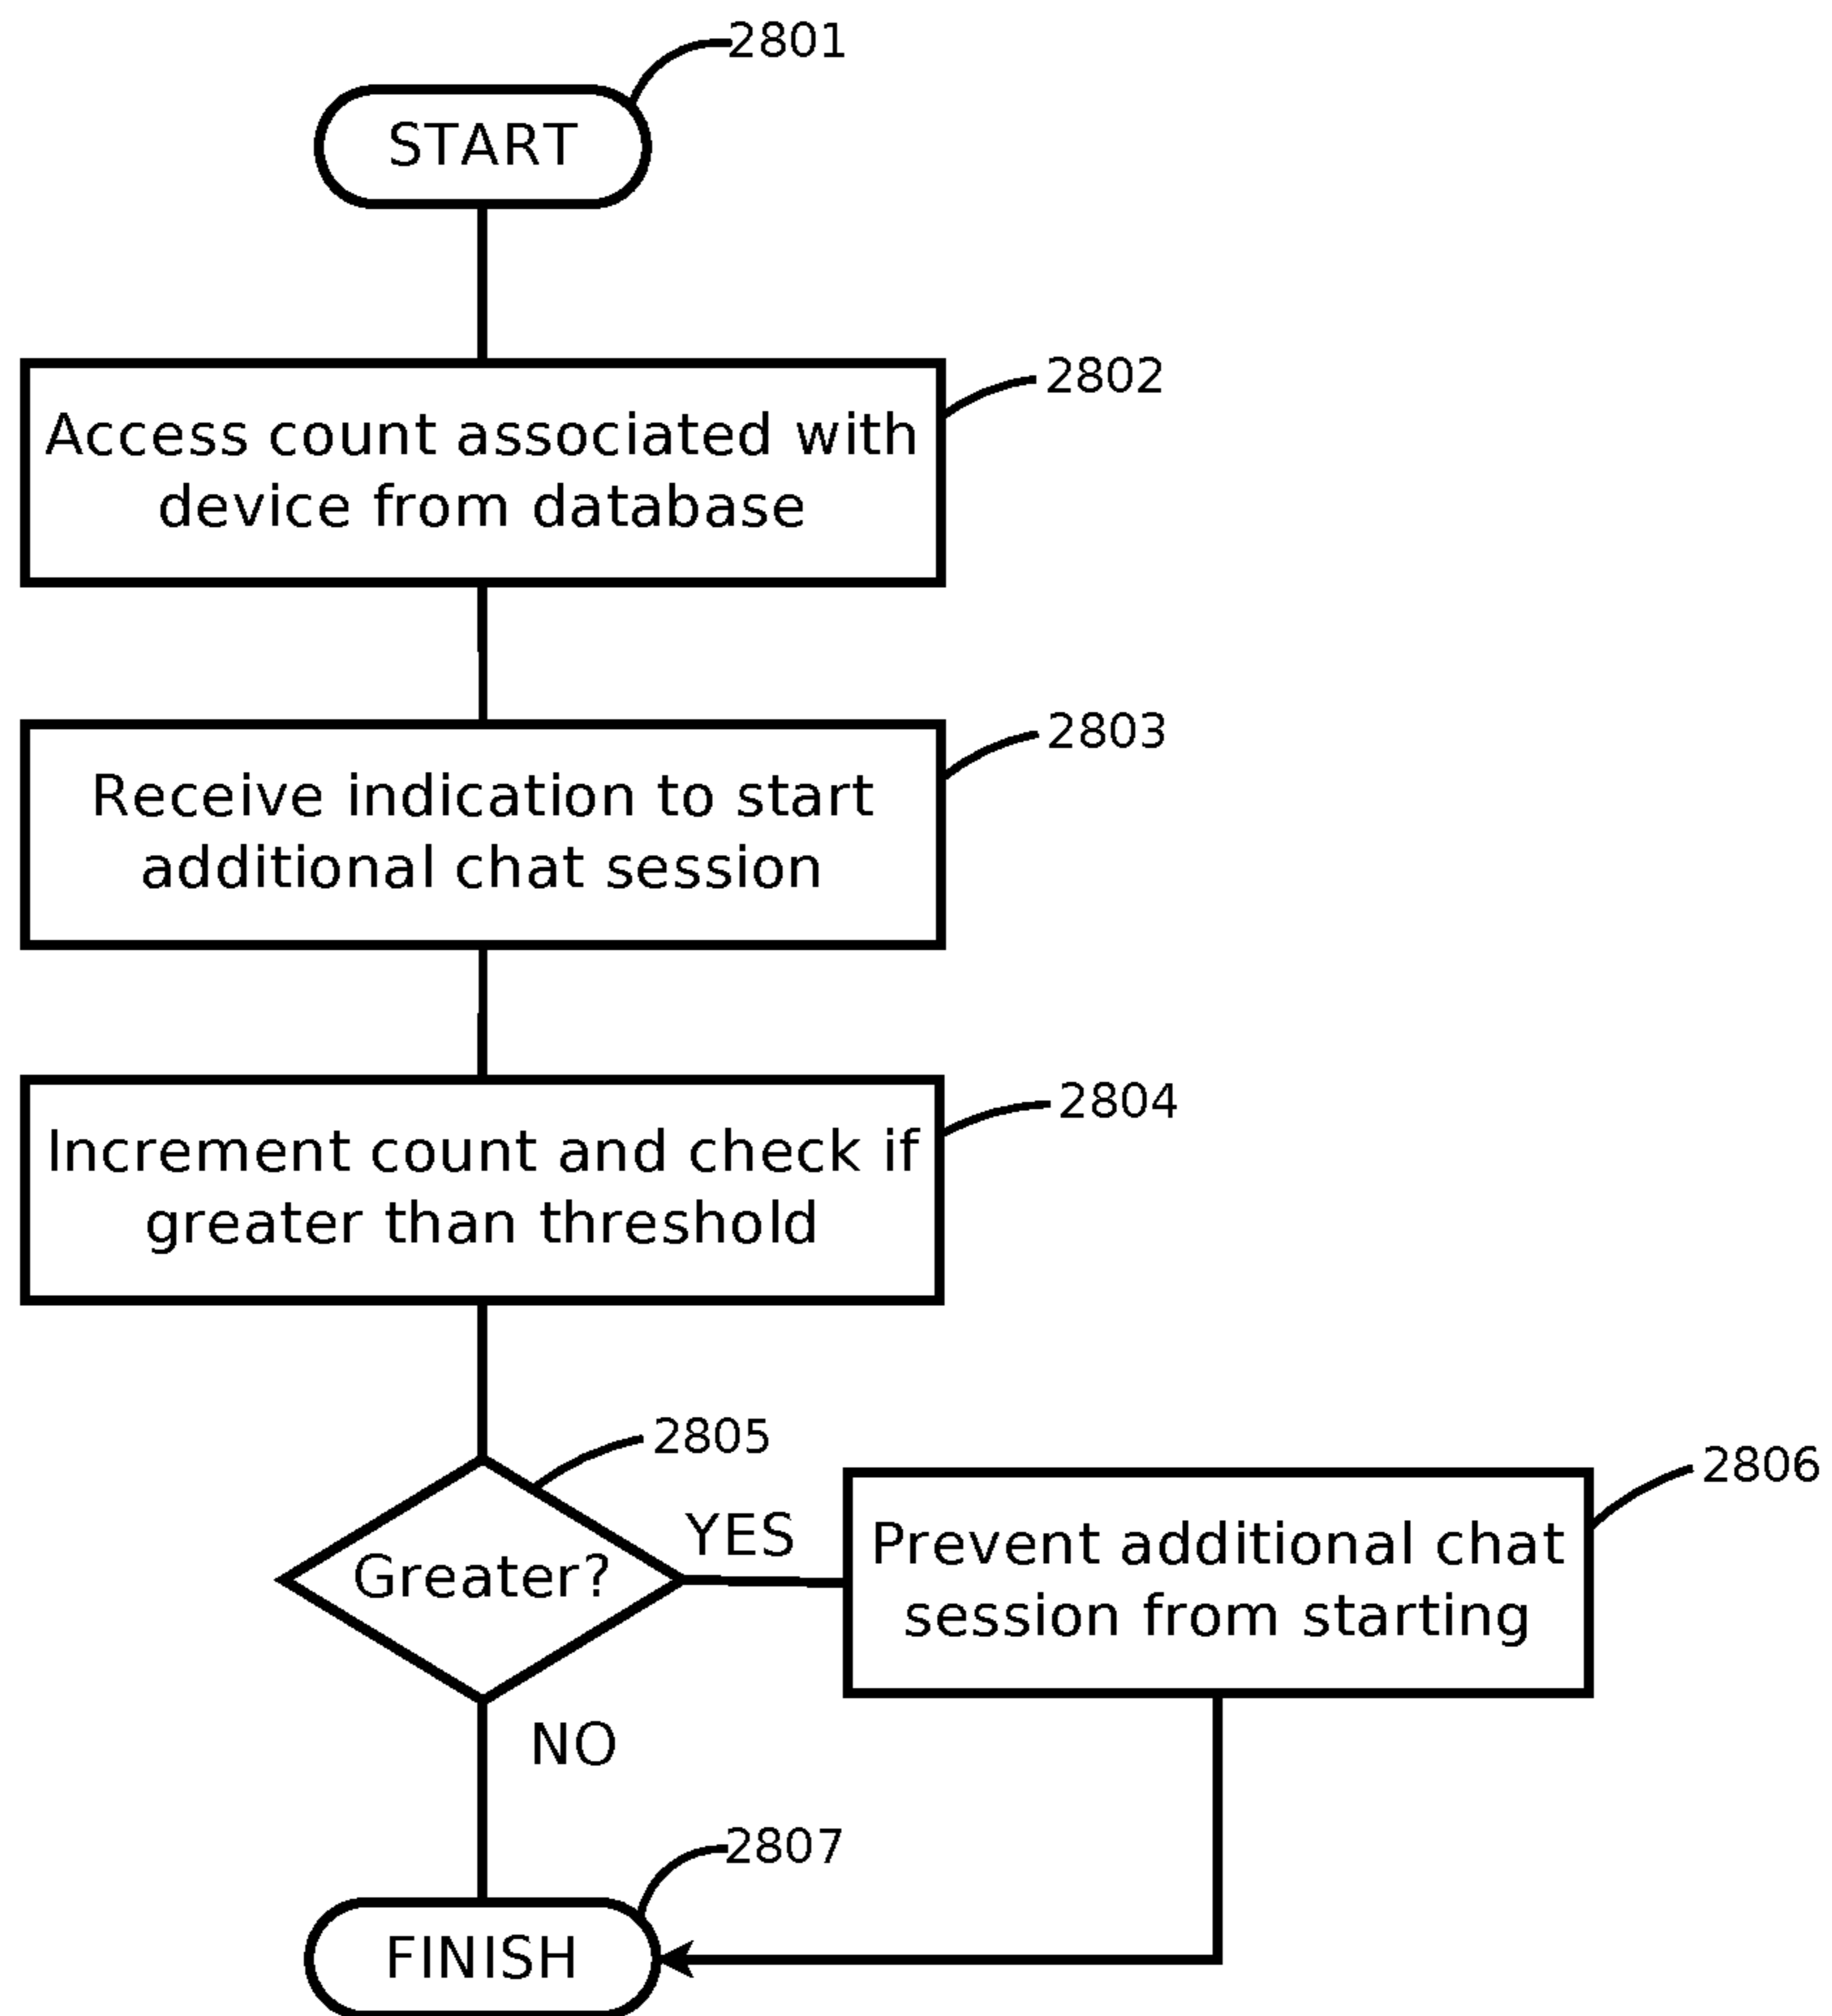 2801
START
2802
Access count associated with
device from database
2803
Receive indication to start
additional chat session
2804
Increment count and check if
greater than threshold
2805
Greater?
YES
2806
Prevent additional chat
session from starting
NO
2807
FINISH